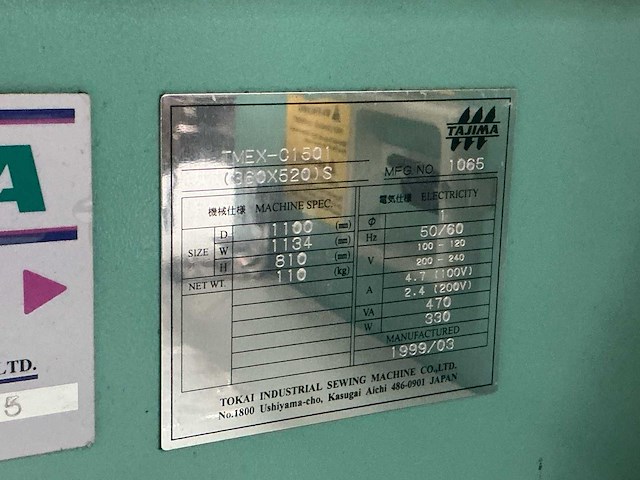 A
LTD.
5
TAJIMA
TMEX-C1501
(360X520)S
MFG NO. 1065
機械仕様 MACHINE SPEC.
SIZE
D 1100 (mm)
W 1134 (mm)
H 810 (mm)
NET WT. 110 (kg)
電気仕様 ELECTRICITY
Φ 1
Hz 50/60
V 100 - 120
200 - 240
A 4.7 (100V)
2.4 (200V)
VA 470
W 330
MANUFACTURED
1999/03
TOKAI INDUSTRIAL SEWING MACHINE CO.,LTD.
No.1800 Ushiyama-cho, Kasugai Aichi 486-0901 JAPAN